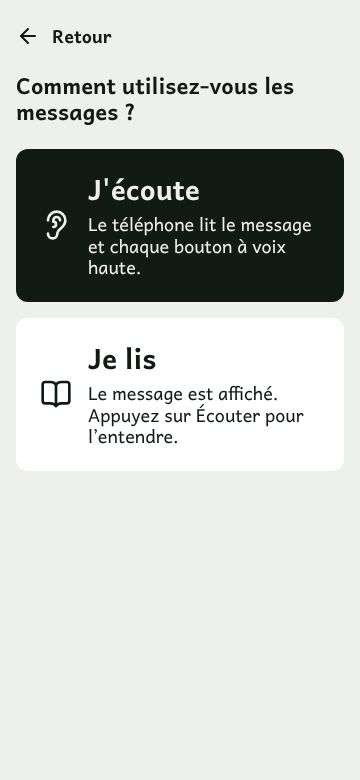 Retour
Comment utilisez-vous les
messages ?
J'écoute
Le téléphone lit le message
et chaque bouton à voix
haute.
Je lis
Le message est affiché.
Appuyez sur Écouter pour
l’entendre.